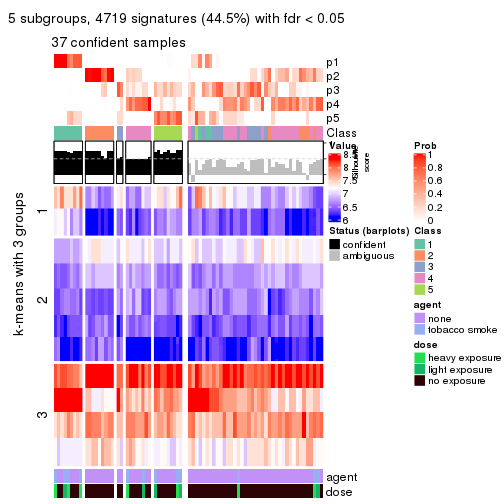 5 subgroups, 4719 signatures (44.5%) with fdr < 0.05
37 confident samples
p1
p2
p3
p4
p5
Class
k-means with 3 groups
1
2
3
agent
dose
Value
8.5
8
7.5
7
6.5
6
score
Status (barplots)
confident
ambiguous
Prob
1
0.8
0.6
0.4
0.2
0
Class
1
2
3
4
5
agent
none
tobacco smoke
dose
heavy exposure
light exposure
no exposure